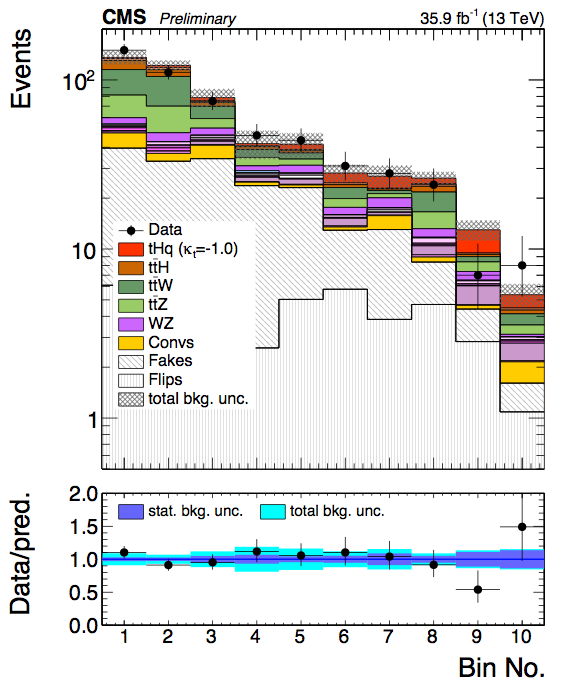 CMS Preliminary 35.9 fb⁻¹ (13 TeV)
Events
10²
10
1
Data
tHq (κₜ=-1.0)
tt̄H
tt̄W
tt̄Z
WZ
Convs
Fakes
Flips
total bkg. unc.
Data/pred.
2.0
1.5
1.0
0.5
0.0
stat. bkg. unc. total bkg. unc.
1 2 3 4 5 6 7 8 9 10
Bin No.